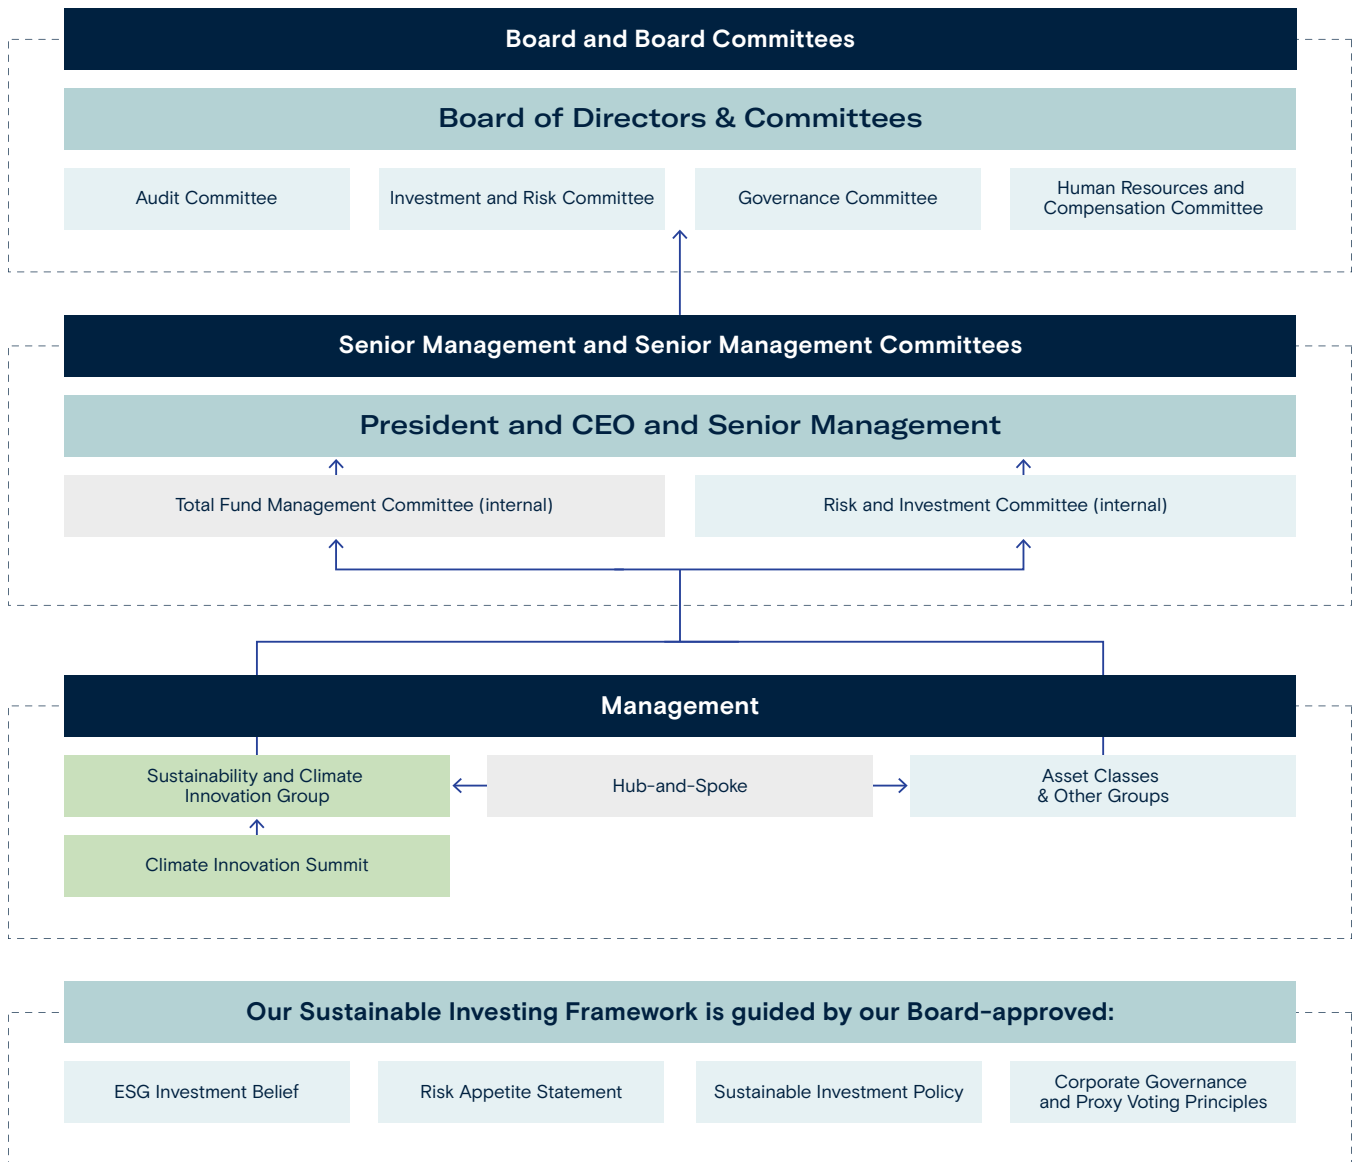 Board and Board Committees
Board of Directors & Committees
Audit Committee
Investment and Risk Committee
Governance Committee
Human Resources and
Compensation Committee
Senior Management and Senior Management Committees
President and CEO and Senior Management
Total Fund Management Committee (internal)
Risk and Investment Committee (internal)
Management
Sustainability and Climate
Innovation Group
Hub-and-Spoke
Asset Classes
& Other Groups
Climate Innovation Summit
Our Sustainable Investing Framework is guided by our Board-approved:
ESG Investment Belief
Risk Appetite Statement
Sustainable Investment Policy
Corporate Governance
and Proxy Voting Principles